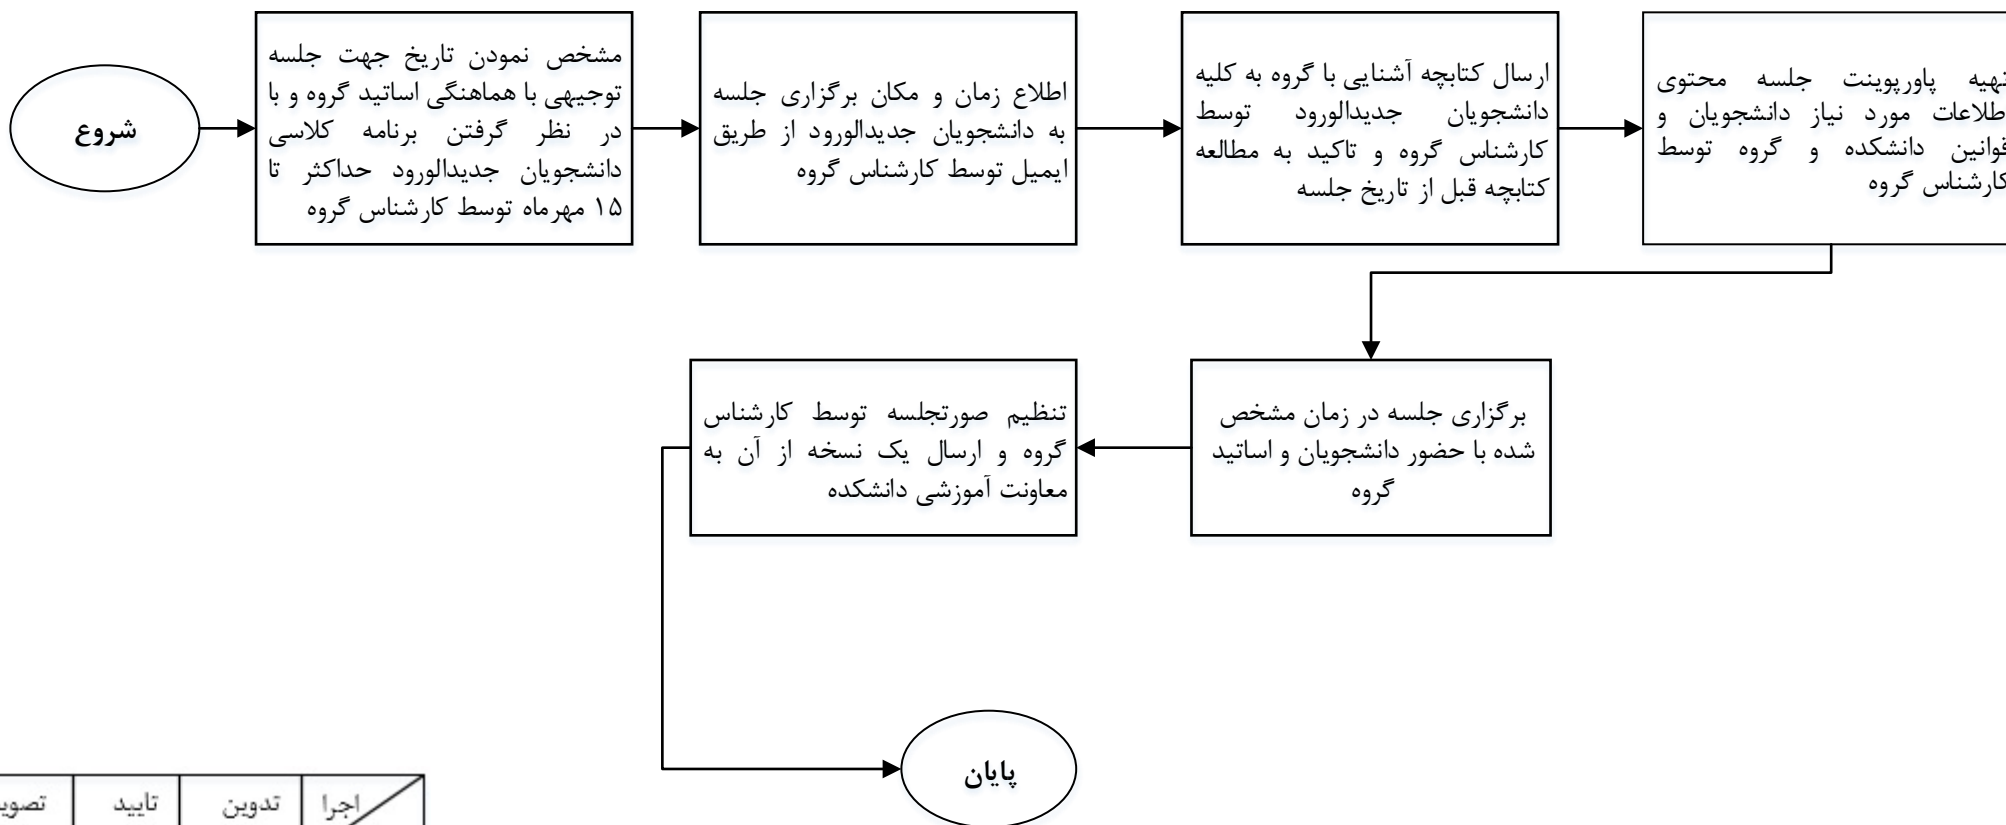 شروع
مشخص نمودن تاریخ جهت جلسه
توجیهی با هماهنگی اساتید گروه و با
در نظر گرفتن برنامه کلاسی
دانشجویان جدیدالورود حداکثر تا
۱۵ مهرماه توسط کارشناس گروه
اطلاع زمان و مکان برگزاری جلسه
به دانشجویان جدیدالورود از طریق
ایمیل توسط کارشناس گروه
ارسال کتابچه آشنایی با گروه به کلیه
دانشجویان جدیدالورود توسط
کارشناس گروه و تاکید به مطالعه
کتابچه قبل از تاریخ جلسه
تهیه پاورپوینت جلسه محتوی
اطلاعات مورد نیاز دانشجویان و
قوانین دانشکده و گروه توسط
کارشناس گروه
برگزاری جلسه در زمان مشخص
شده با حضور دانشجویان و اساتید
گروه
تنظیم صورتجلسه توسط کارشناس
گروه و ارسال یک نسخه از آن به
معاونت آموزشی دانشکده
پایان
اجرا تدوین تایید